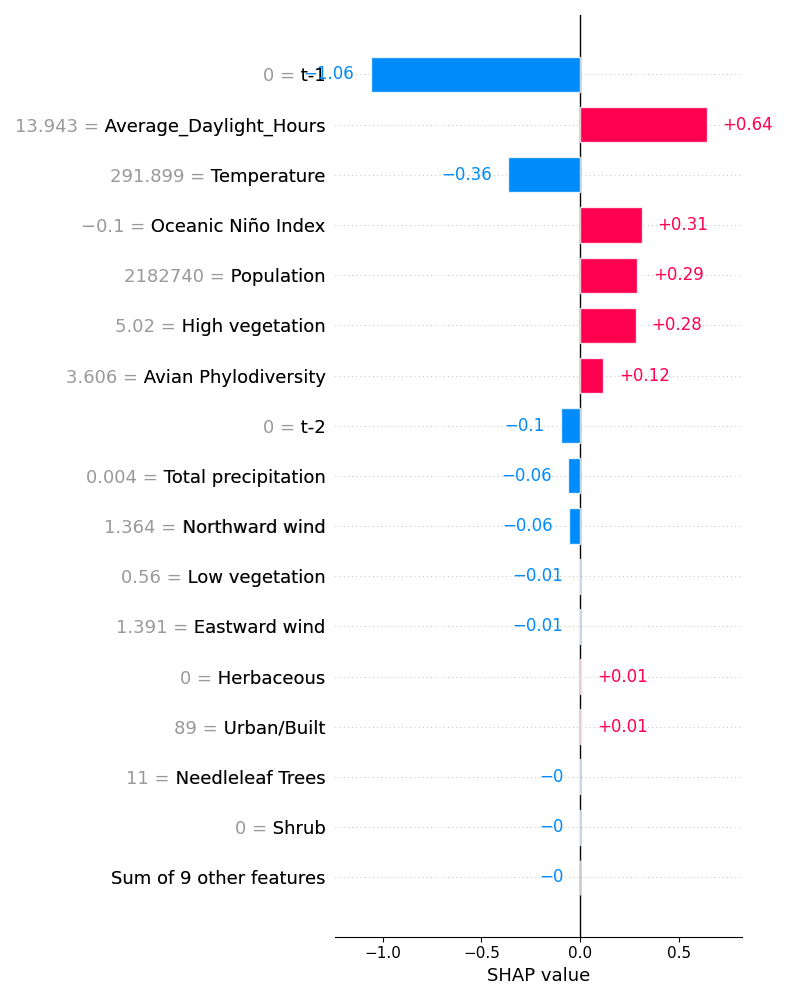 0 = t-1 −1.06
13.943 = Average_Daylight_Hours +0.64
291.899 = Temperature −0.36
−0.1 = Oceanic Niño Index +0.31
2182740 = Population +0.29
5.02 = High vegetation +0.28
3.606 = Avian Phylodiversity +0.12
0 = t-2 −0.1
0.004 = Total precipitation −0.06
1.364 = Northward wind −0.06
0.56 = Low vegetation −0.01
1.391 = Eastward wind −0.01
0 = Herbaceous +0.01
89 = Urban/Built +0.01
11 = Needleleaf Trees −0
0 = Shrub −0
Sum of 9 other features −0
−1.0 −0.5 0.0 0.5
SHAP value